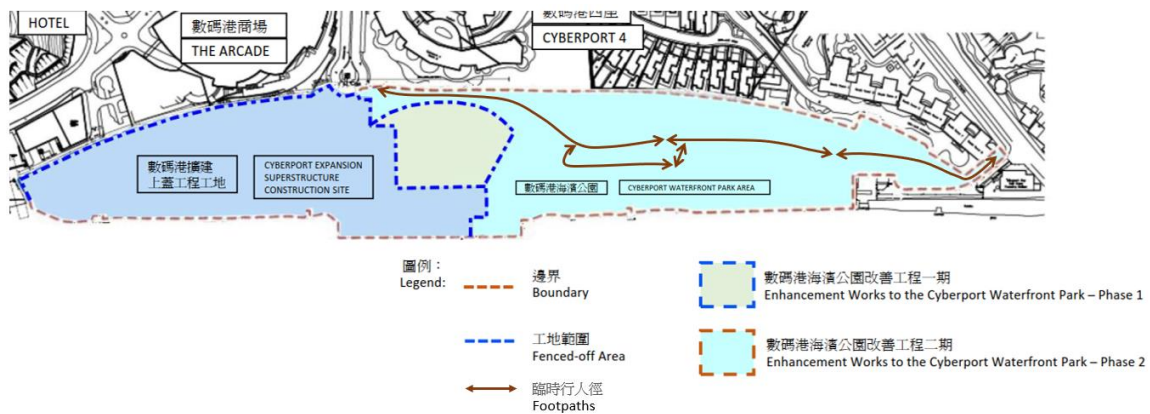 HOTEL
數碼港商場
THE ARCADE
數碼港四座
CYBERPORT 4
數碼港擴建
上蓋工程工地
CYBERPORT EXPANSION
SUPERSTRUCTURE
CONSTRUCTION SITE
數碼港海濱公園
CYBERPORT WATERFRONT PARK AREA
圖例：
Legend:
邊界
Boundary
工地範圍
Fenced-off Area
臨時行人徑
Footpaths
數碼港海濱公園改善工程一期
Enhancement Works to the Cyberport Waterfront Park – Phase 1
數碼港海濱公園改善工程二期
Enhancement Works to the Cyberport Waterfront Park – Phase 2